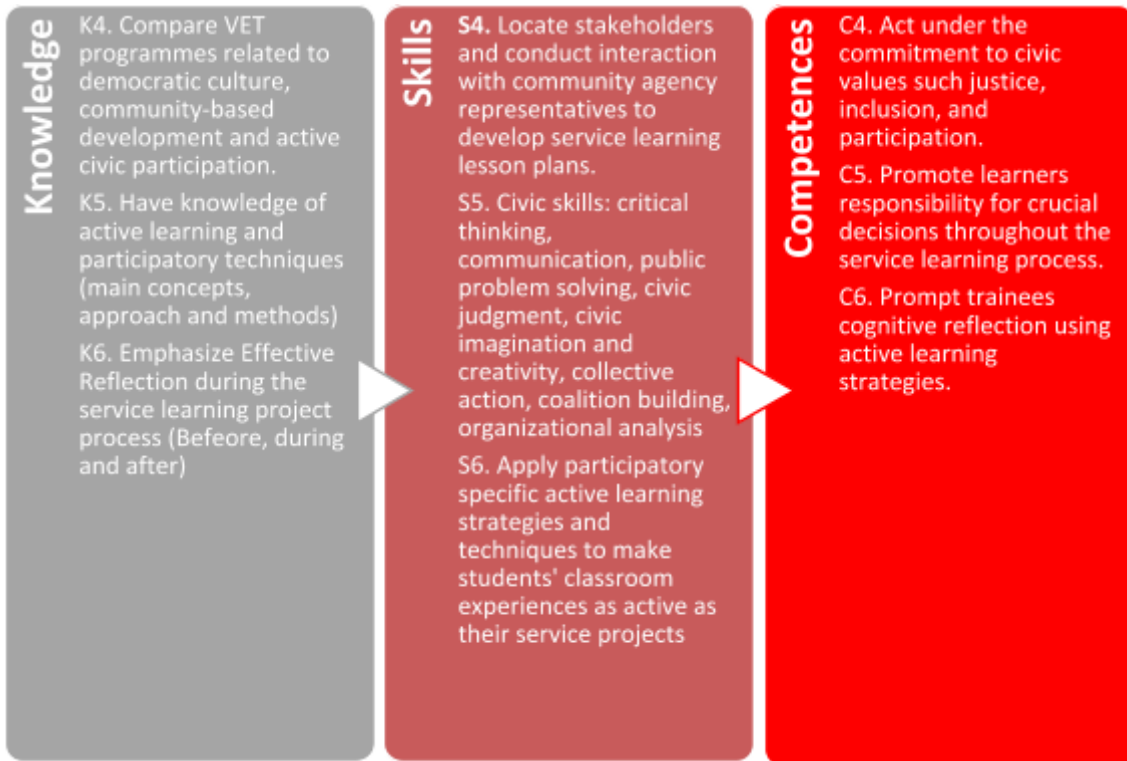 Knowledge
K4. Compare VET
programmes related to
democratic culture,
community-based
development and active
civic participation.
K5. Have knowledge of
active learning and
participatory techniques
(main concepts,
approach and methods)
K6. Emphasize Effective
Reflection during the
service learning project
process (Befeore, during
and after)
Skills
S4. Locate stakeholders
and conduct interaction
with community agency
representatives to
develop service learning
lesson plans.
S5. Civic skills: critical
thinking,
communication, public
problem solving, civic
judgment, civic
imagination and
creativity, collective
action, coalition building,
organizational analysis
S6. Apply participatory
specific active learning
strategies and
techniques to make
students' classroom
experiences as active as
their service projects
Competences
C4. Act under the
commitment to civic
values such justice,
inclusion, and
participation.
C5. Promote learners
responsibility for crucial
decisions throughout the
service learning process.
C6. Prompt trainees
cognitive reflection using
active learning
strategies.